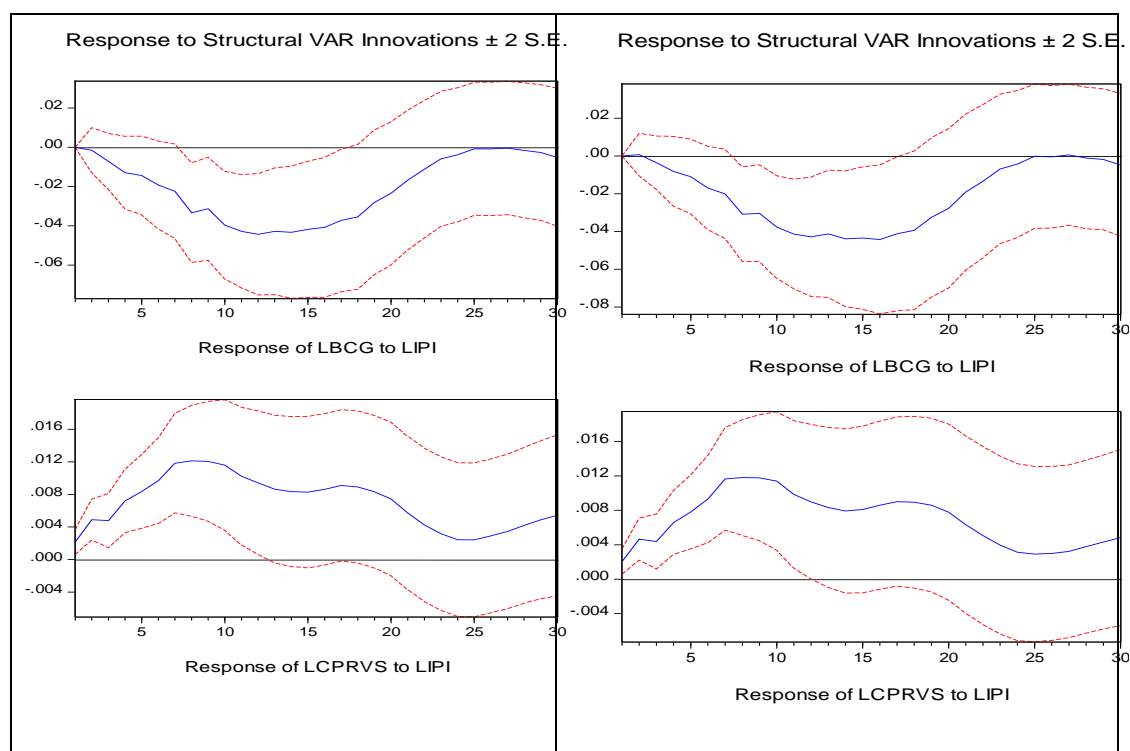 Response to Structural VAR Innovations ± 2 S.E.
.02
.00
-.02
-.04
-.06
5 10 15 20 25 30
Response of LBCG to LIPI
.016
.012
.008
.004
.000
-.004
5 10 15 20 25 30
Response of LCPRVS to LIPI
Response to Structural VAR Innovations ± 2 S.E.
.02
.00
-.02
-.04
-.06
-.08
5 10 15 20 25 30
Response of LBCG to LIPI
.016
.012
.008
.004
.000
-.004
5 10 15 20 25 30
Response of LCPRVS to LIPI